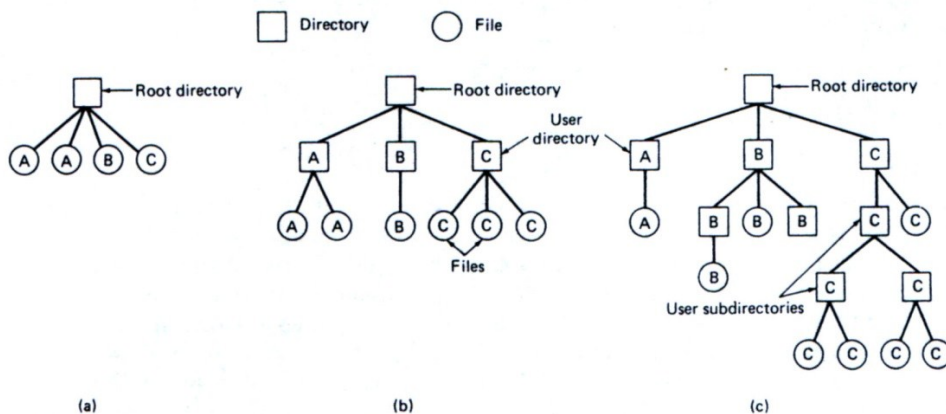 Directory
File
Root directory
A A B C
(a)
Root directory
User directory
A B C
A A B C C C
Files
(b)
Root directory
A B C
A B B B C C
B
C C
User subdirectories
C C C C
(c)